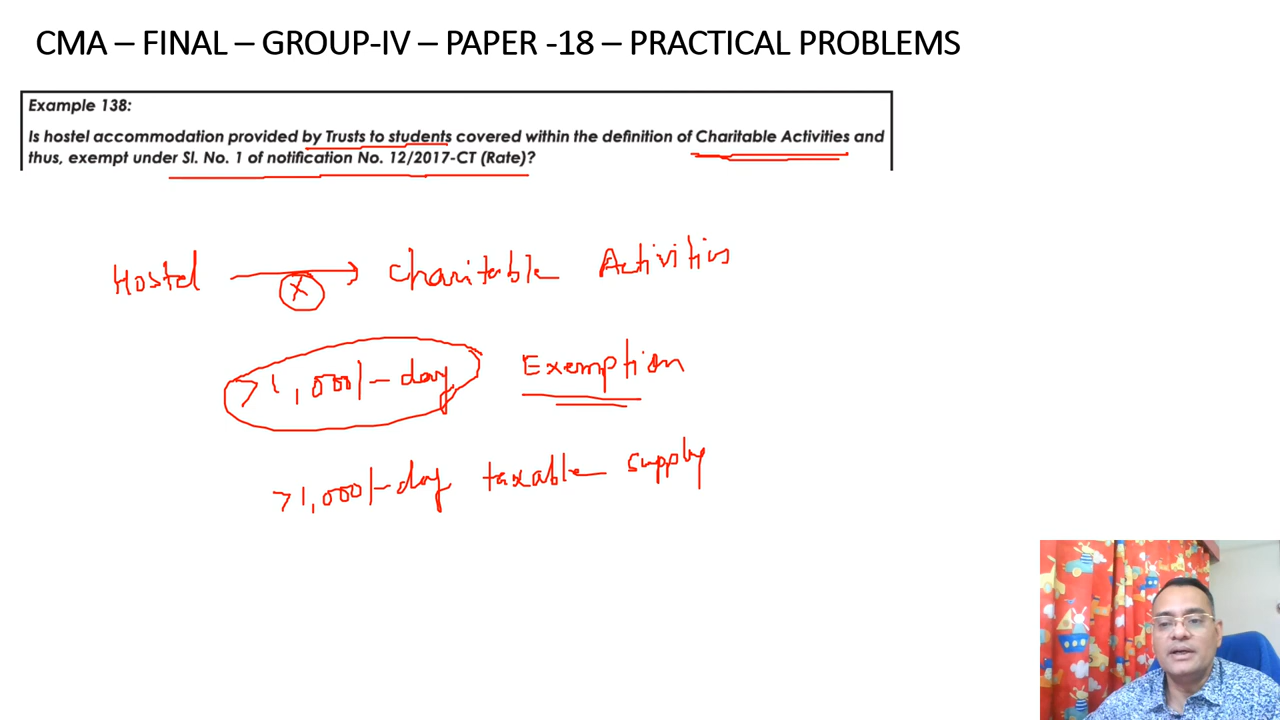 CMA – FINAL – GROUP-IV – PAPER -18 – PRACTICAL PROBLEMS
Example 138:
Is hostel accommodation provided by Trusts to students covered within the definition of Charitable Activities and
thus, exempt under Sl. No. 1 of notification No. 12/2017-CT (Rate)?
Hostel X Charitable Activities
>1,000/- day Exemption
>1,000/- day taxable supply